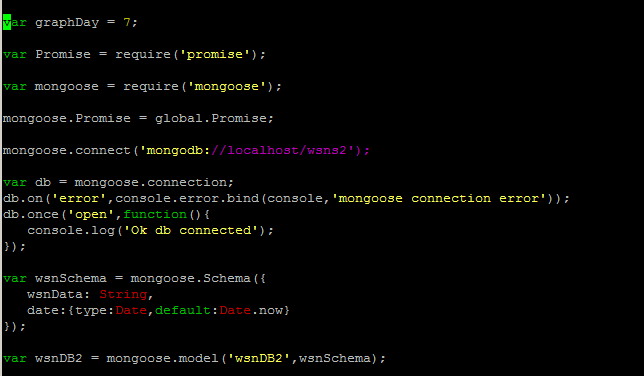 var graphDay = 7;
var Promise = require('promise');
var mongoose = require('mongoose');
mongoose.Promise = global.Promise;
mongoose.connect('mongodb://localhost/wsns2');
var db = mongoose.connection;
db.on('error',console.error.bind(console,'mongoose connection error'));
db.once('open',function(){
   console.log('Ok db connected');
});
var wsnSchema = mongoose.Schema({
   wsnData: String,
   date:{type:Date,default:Date.now}
});
var wsnDB2 = mongoose.model('wsnDB2',wsnSchema);